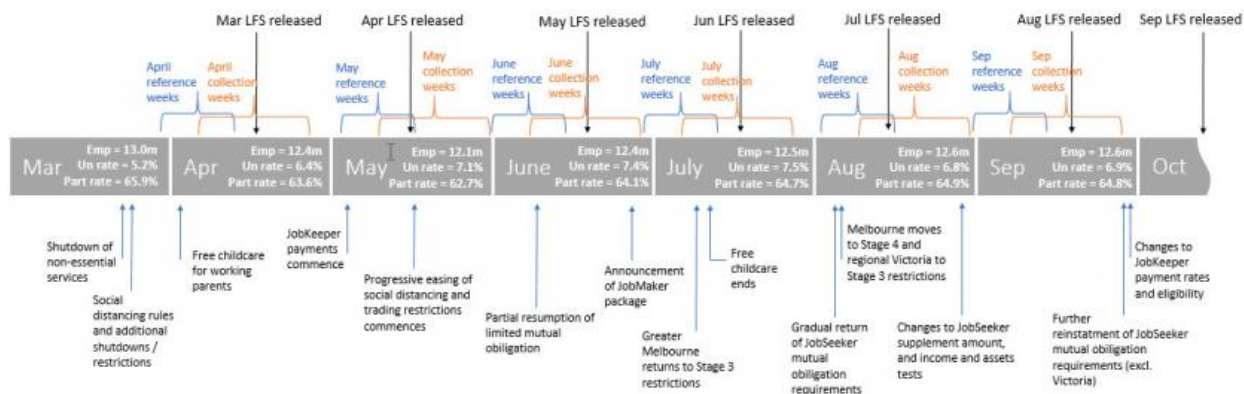 Mar LFS released
Apr LFS released
May LFS released
Jun LFS released
Jul LFS released
Aug LFS released
Sep LFS released
April
reference
weeks
April
collection
weeks
May
reference
weeks
May
collection
weeks
June
reference
weeks
June
collection
weeks
July
reference
weeks
July
collection
weeks
Aug
reference
weeks
Aug
collection
weeks
Sep
reference
weeks
Sep
collection
weeks
Mar
Emp = 13.0m
Un rate = 5.2%
Part rate = 65.9%
Apr
Emp = 12.4m
Un rate = 6.4%
Part rate = 63.6%
May
Emp = 12.1m
Un rate = 7.1%
Part rate = 62.7%
June
Emp = 12.4m
Un rate = 7.4%
Part rate = 64.1%
July
Emp = 12.5m
Un rate = 7.5%
Part rate = 64.7%
Aug
Emp = 12.6m
Un rate = 6.8%
Part rate = 64.9%
Sep
Emp = 12.6m
Un rate = 6.9%
Part rate = 64.8%
Oct
Shutdown of
non-essential
services
Social
distancing rules
and additional
shutdowns /
restrictions
Free childcare
for working
parents
JobKeeper
payments
commence
Progressive easing of
social distancing and
trading restrictions
commences
Partial resumption of
limited mutual
obiligation
Announcement
of JobMaker
package
Greater
Melbourne
returns to Stage 3
restrictions
Free
childcare
ends
Melbourne moves
to Stage 4 and
regional Victoria to
Stage 3 restrictions
Gradual return
of JobSeeker
mutual
obligation
requirements
Changes to JobSeeker
supplement amount,
and income and assets
tests
Further
reinstatment of JobSeeker
mutual obiligation
requirements (excl.
Victoria)
Changes to
JobKeeper
payment rates
and eligibility